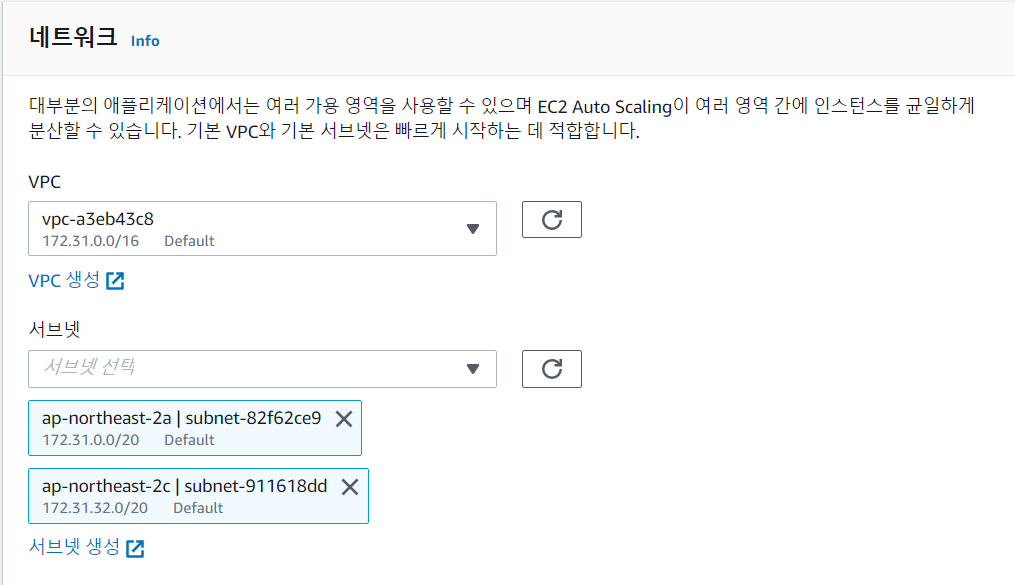 네트워크 Info
대부분의 애플리케이션에서는 여러 가용 영역을 사용할 수 있으며 EC2 Auto Scaling이 여러 영역 간에 인스턴스를 균일하게
분산할 수 있습니다. 기본 VPC와 기본 서브넷은 빠르게 시작하는 데 적합합니다.
VPC
vpc-a3eb43c8
172.31.0.0/16 Default
VPC 생성
서브넷
서브넷 선택
ap-northeast-2a | subnet-82f62ce9
172.31.0.0/20 Default
ap-northeast-2c | subnet-911618dd
172.31.32.0/20 Default
서브넷 생성